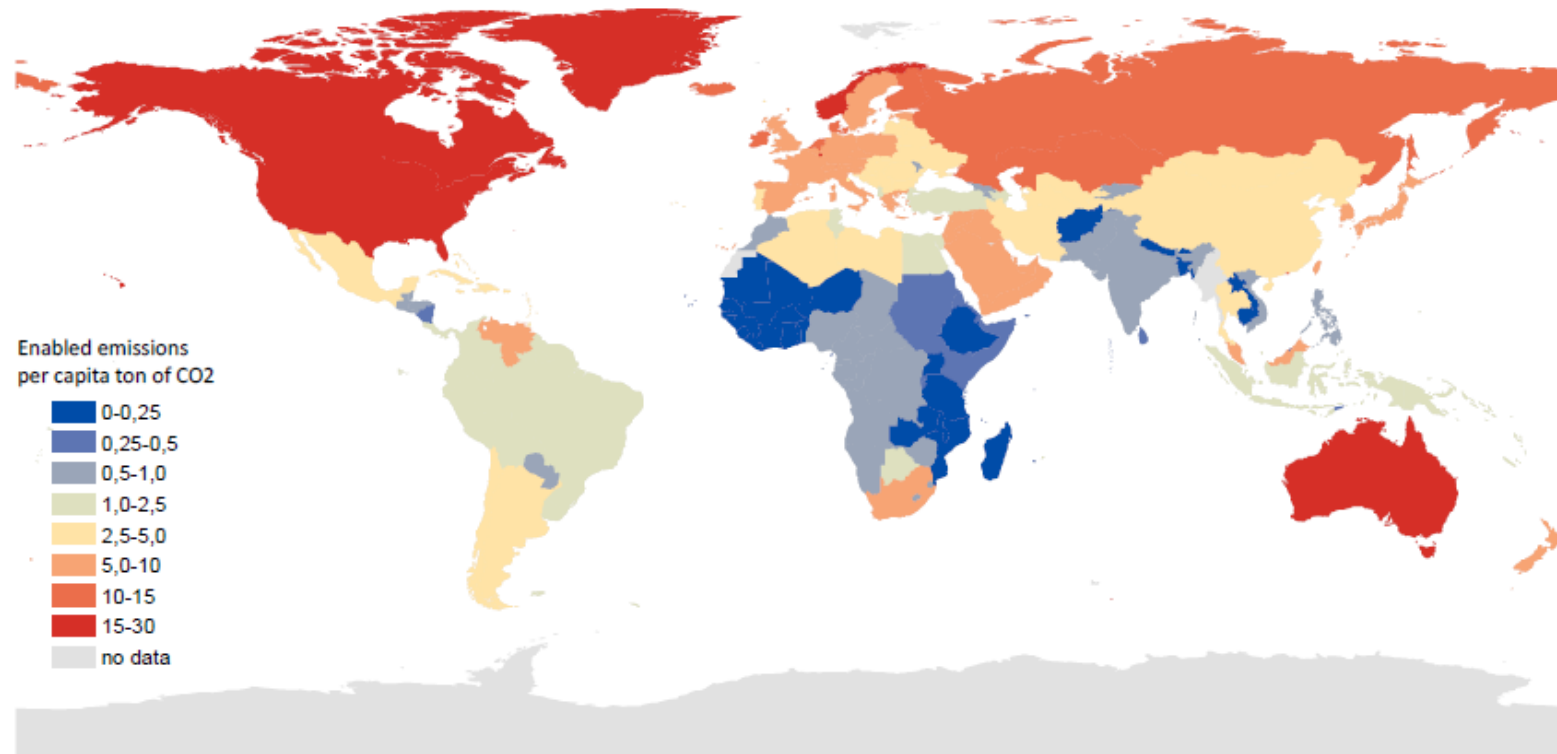 Enabled emissions
per capita ton of CO2
0-0,25
0,25-0,5
0,5-1,0
1,0-2,5
2,5-5,0
5,0-10
10-15
15-30
no data